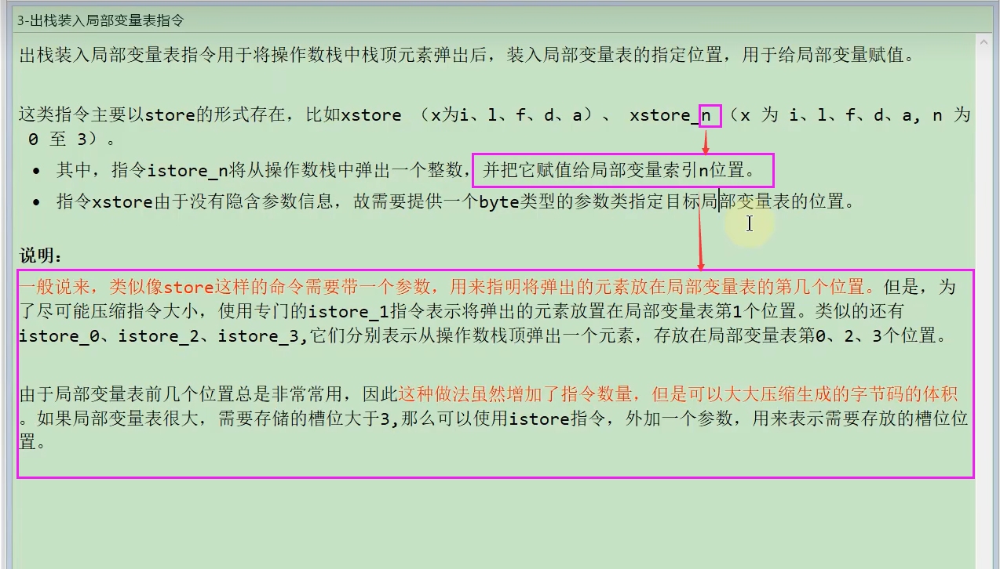 3-出栈装入局部变量表指令
出栈装入局部变量表指令用于将操作数栈中栈顶元素弹出后，装入局部变量表的指定位置，用于给局部变量赋值。
这类指令主要以store的形式存在，比如xstore （x为i、l、f、d、a）、 xstore_n（x 为 i、l、f、d、a, n 为
0 至 3）。
• 其中，指令istore_n将从操作数栈中弹出一个整数，并把它赋值给局部变量索引n位置。
• 指令xstore由于没有隐含参数信息，故需要提供一个byte类型的参数类指定目标局部变量表的位置。
说明：
一般说来，类似像store这样的命令需要带一个参数，用来指明将弹出的元素放在局部变量表的第几个位置。但是，为
了尽可能压缩指令大小，使用专门的istore_1指令表示将弹出的元素放置在局部变量表第1个位置。类似的还有
istore_0、istore_2、istore_3,它们分别表示从操作数栈顶弹出一个元素，存放在局部变量表第0、2、3个位置。
由于局部变量表前几个位置总是非常常用，因此这种做法虽然增加了指令数量，但是可以大大压缩生成的字节码的体积
。如果局部变量表很大，需要存储的槽位大于3,那么可以使用istore指令，外加一个参数，用来表示需要存放的槽位位
置。